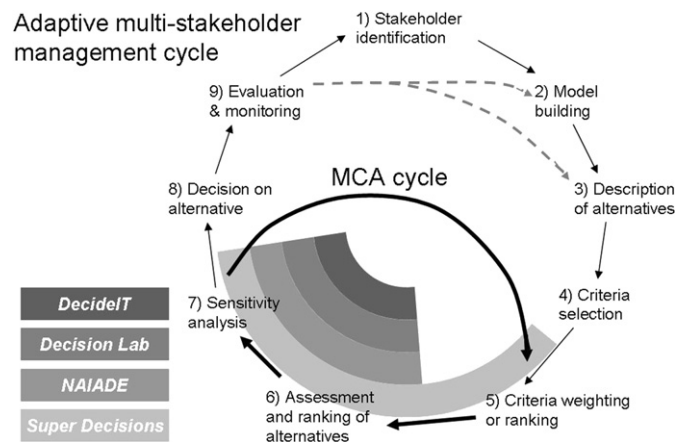 Adaptive multi-stakeholder
management cycle
1) Stakeholder
identification
2) Model
building
3) Description
of alternatives
4) Criteria
selection
5) Criteria weighting
or ranking
6) Assessment
and ranking of
alternatives
7) Sensitivity
analysis
8) Decision on
alternative
9) Evaluation
& monitoring
MCA cycle
DecideIT
Decision Lab
NAIADE
Super Decisions